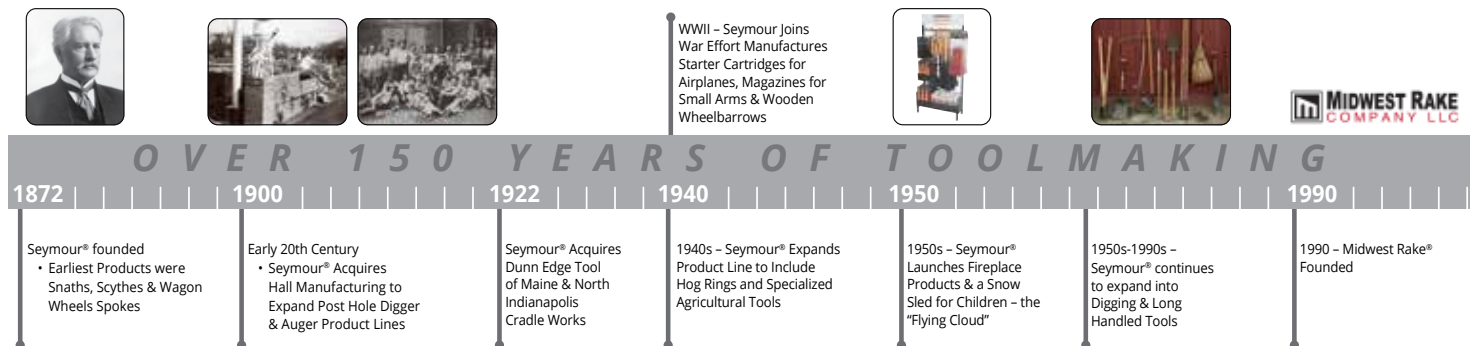 WWII – Seymour Joins
War Effort Manufactures
Starter Cartridges for
Airplanes, Magazines for
Small Arms & Wooden
Wheelbarrows
MIDWEST RAKE
COMPANY LLC
OVER 150 YEARS OF TOOLMAKING
1872 1900 1922 1940 1950 1990
Seymour® founded
• Earliest Products were
Snaths, Scythes & Wagon
Wheels Spokes
Early 20th Century
• Seymour® Acquires
Hall Manufacturing to
Expand Post Hole Digger
& Auger Product Lines
Seymour® Acquires
Dunn Edge Tool
of Maine & North
Indianapolis
Cradle Works
1940s – Seymour® Expands
Product Line to Include
Hog Rings and Specialized
Agricultural Tools
1950s – Seymour®
Launches Fireplace
Products & a Snow
Sled for Children – the
“Flying Cloud”
1950s-1990s –
Seymour® continues
to expand into
Digging & Long
Handled Tools
1990 – Midwest Rake®
Founded